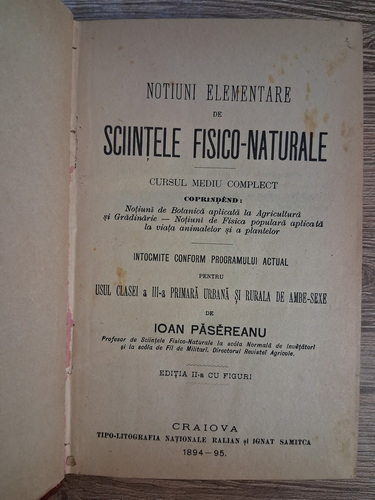 NOTIUNI ELEMENTARE
DE
SCIINȚELE FISICO-NATURALE
CURSUL MEDIU COMPLECT
COPRINDÊND:
Noțiuni de Botanică aplicată la Agricultură
și Grădinărie — Noțiuni de Fisica populară aplicată
la viața animalelor și a plantelor
INTOCMITE CONFORM PROGRAMULUI ACTUAL
PENTRU
USUL CLASEI a III-a PRIMARĂ URBANĂ ȘI RURALA DE AMBE-SEXE
DE
IOAN PĂSĔREANU
Profesor de Sciințele Fisico-Naturale la scóla Normală de Invĕțători
și la scóla de Fii de Militari. Directorul Revistei Agricole.
EDIȚIA II-a CU FIGURI
CRAIOVA
TIPO-LITOGRAFIA NAȚIONALE RALIAN și IGNAT SAMITCA
1894-95.